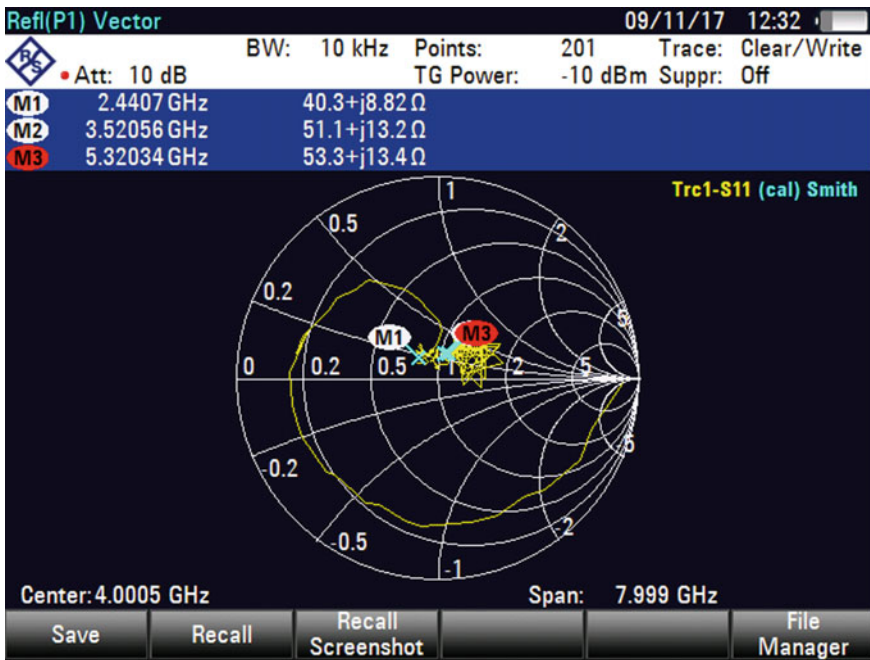 Refl(P1) Vector 09/11/17 12:32
R S BW: 10 kHz Points: 201 Trace: Clear/Write
Att: 10 dB TG Power: -10 dBm Suppr: Off
M1 2.4407 GHz 40.3+j8.82 Ω
M2 3.52056 GHz 51.1+j13.2 Ω
M3 5.32034 GHz 53.3+j13.4 Ω
Trc1-S11 (cal) Smith
1
0.5 2
0.2
5
M1 M3
0 0.2 0.5 1 2 5
-5
-0.2
-0.5 -2
-1
Center: 4.0005 GHz Span: 7.999 GHz
Save Recall Recall Screenshot File Manager